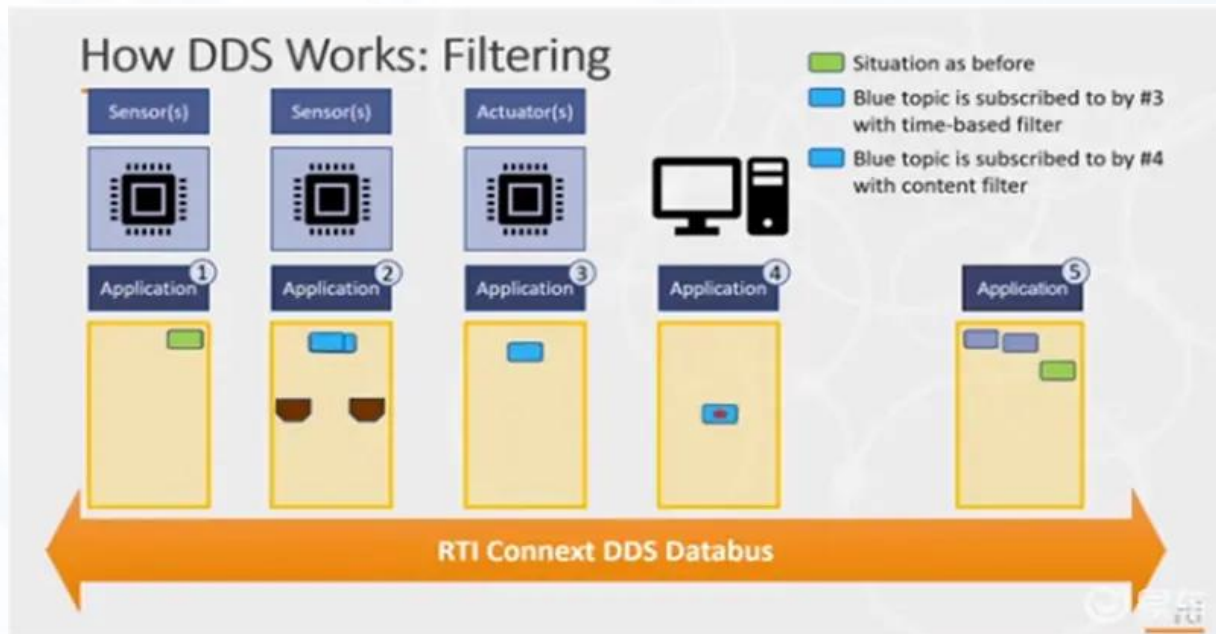 How DDS Works: Filtering
Situation as before
Blue topic is subscribed to by #3
with time-based filter
Blue topic is subscribed to by #4
with content filter
Sensor(s)
Sensor(s)
Actuator(s)
Application 1
Application 2
Application 3
Application 4
Application 5
RTI Connext DDS Databus